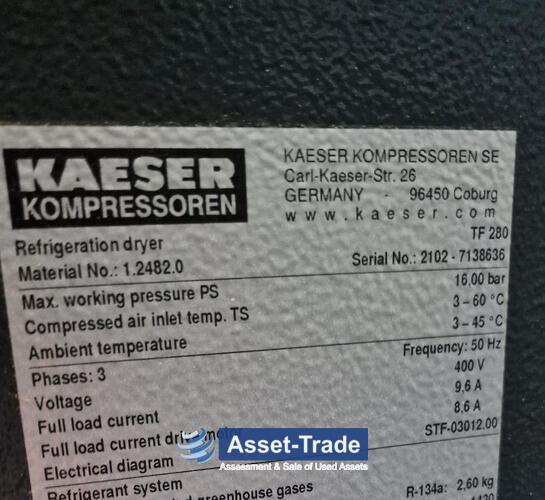 KAESER
KOMPRESSOREN
KAESER KOMPRESSOREN SE
Carl-Kaeser-Str. 26
GERMANY - 96450 Coburg
www.kaeser.com
Refrigeration dryer TF 280
Material No.: 1.2482.0 Serial No.: 2102 - 7138636
Max. working pressure PS 16,00 bar
Compressed air inlet temp. TS 3 – 60 °C
Ambient temperature 3 – 45 °C
Phases: 3 Frequency: 50 Hz
Voltage 400 V
Full load current 9,6 A
Full load current 8,6 A
Electrical diagram STF-03012.00
Refrigerant system
greenhouse gases R-134a: 2,60 kg
1430
Asset-Trade
Assessment & Sale of Used Assets